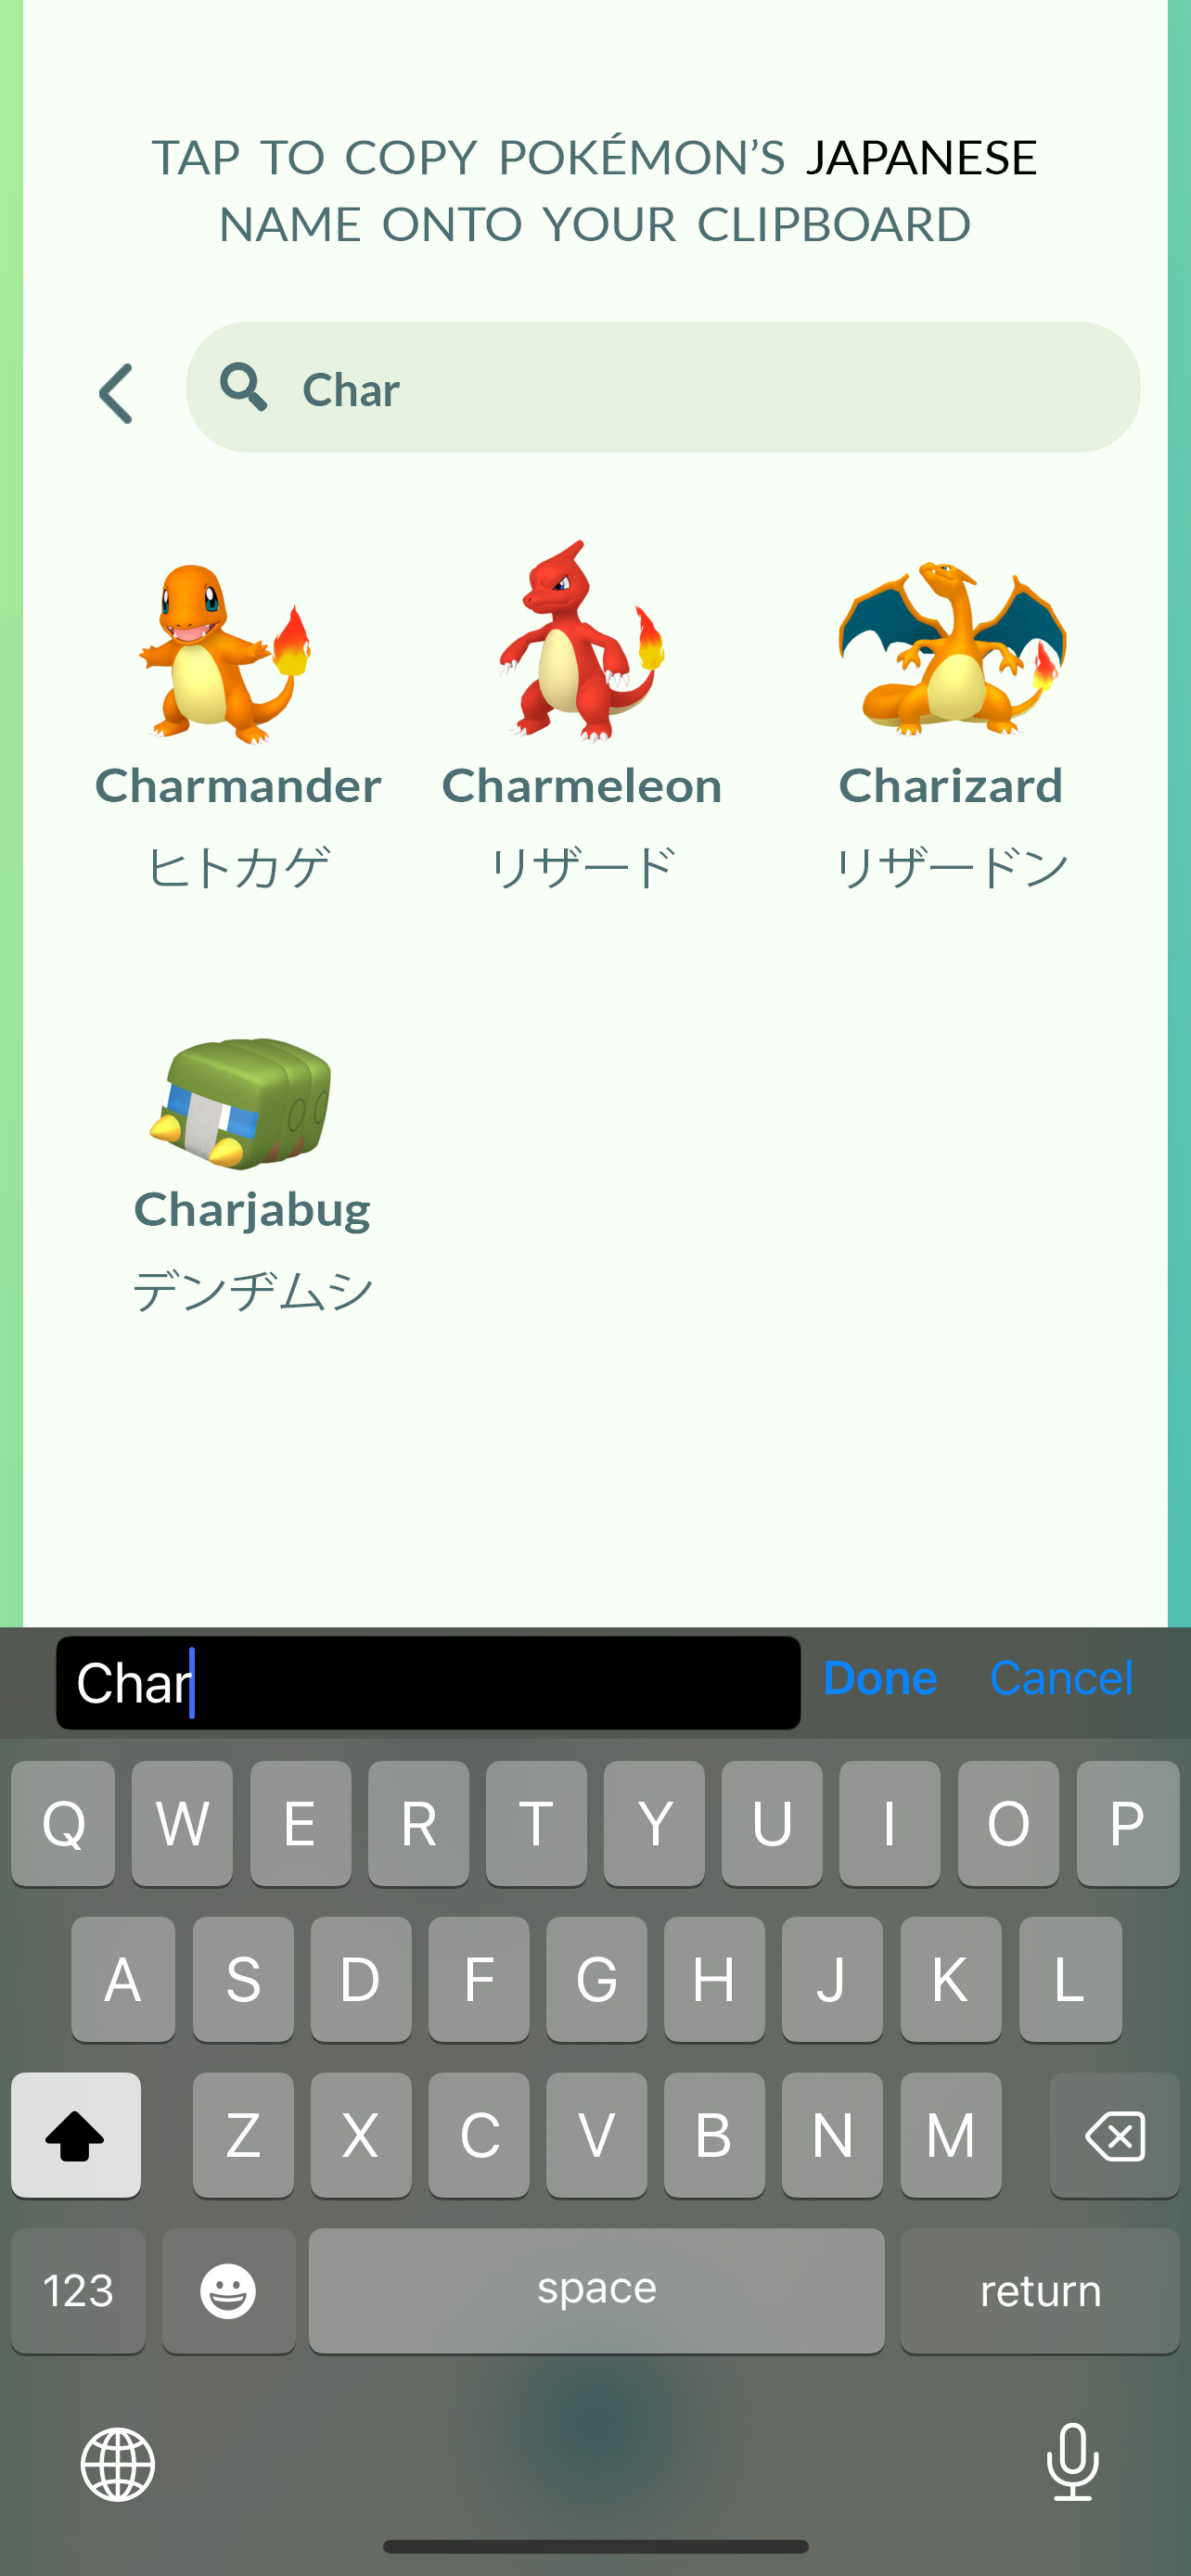 TAP TO COPY POKÉMON’S JAPANESE
NAME ONTO YOUR CLIPBOARD
Char
Charmander
ヒトカゲ
Charmeleon
リザード
Charizard
リザードン
Charjabug
デンヂムシ
Char Done Cancel
Q W E R T Y U I O P
A S D F G H J K L
Z X C V B N M
123 space return